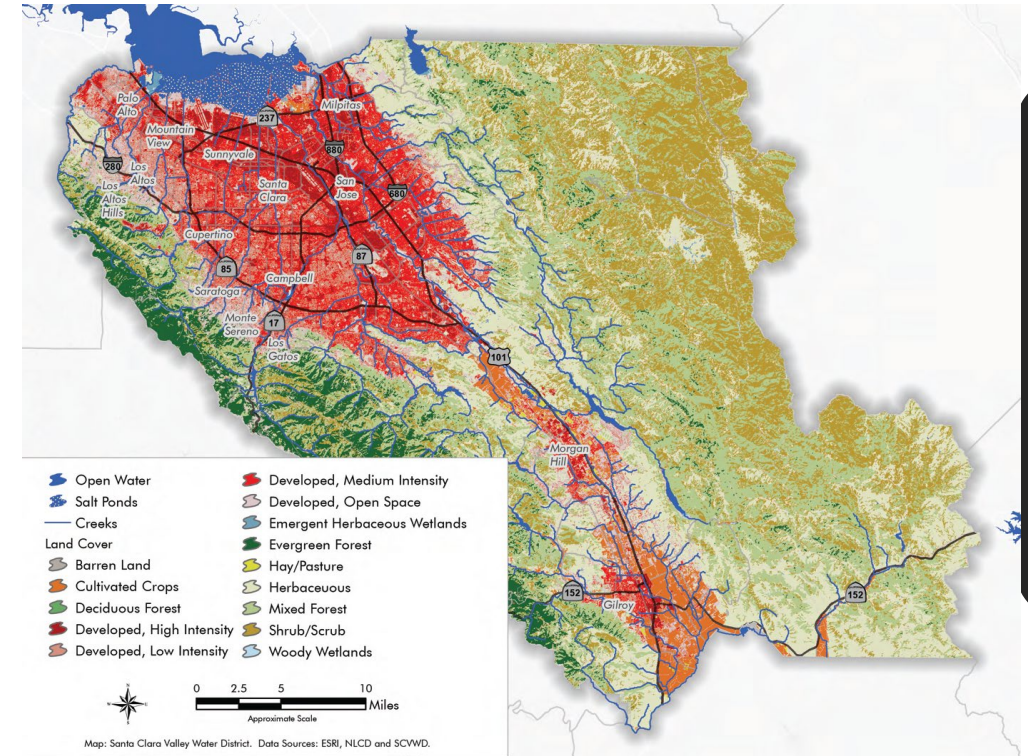 Palo
Alto
Mountain
View
Sunnyvale
237
Milpitas
880
280
Los
Altos
Los
Altos
Hills
Santa
Clara
San
Jose
680
Cupertino
85
87
Campbell
Saratoga
Monte
Sereno
17
Los
Gatos
101
Morgan
Hill
152
Gilroy
152
Open Water
Salt Ponds
Creeks
Land Cover
Barren Land
Cultivated Crops
Deciduous Forest
Developed, High Intensity
Developed, Low Intensity
Developed, Medium Intensity
Developed, Open Space
Emergent Herbaceous Wetlands
Evergreen Forest
Hay/Pasture
Herbaceuous
Mixed Forest
Shrub/Scrub
Woody Wetlands
N
W E
S
0 2.5 5 10
Miles
Approximate Scale
Map: Santa Clara Valley Water District. Data Sources: ESRI, NLCD and SCVWD.